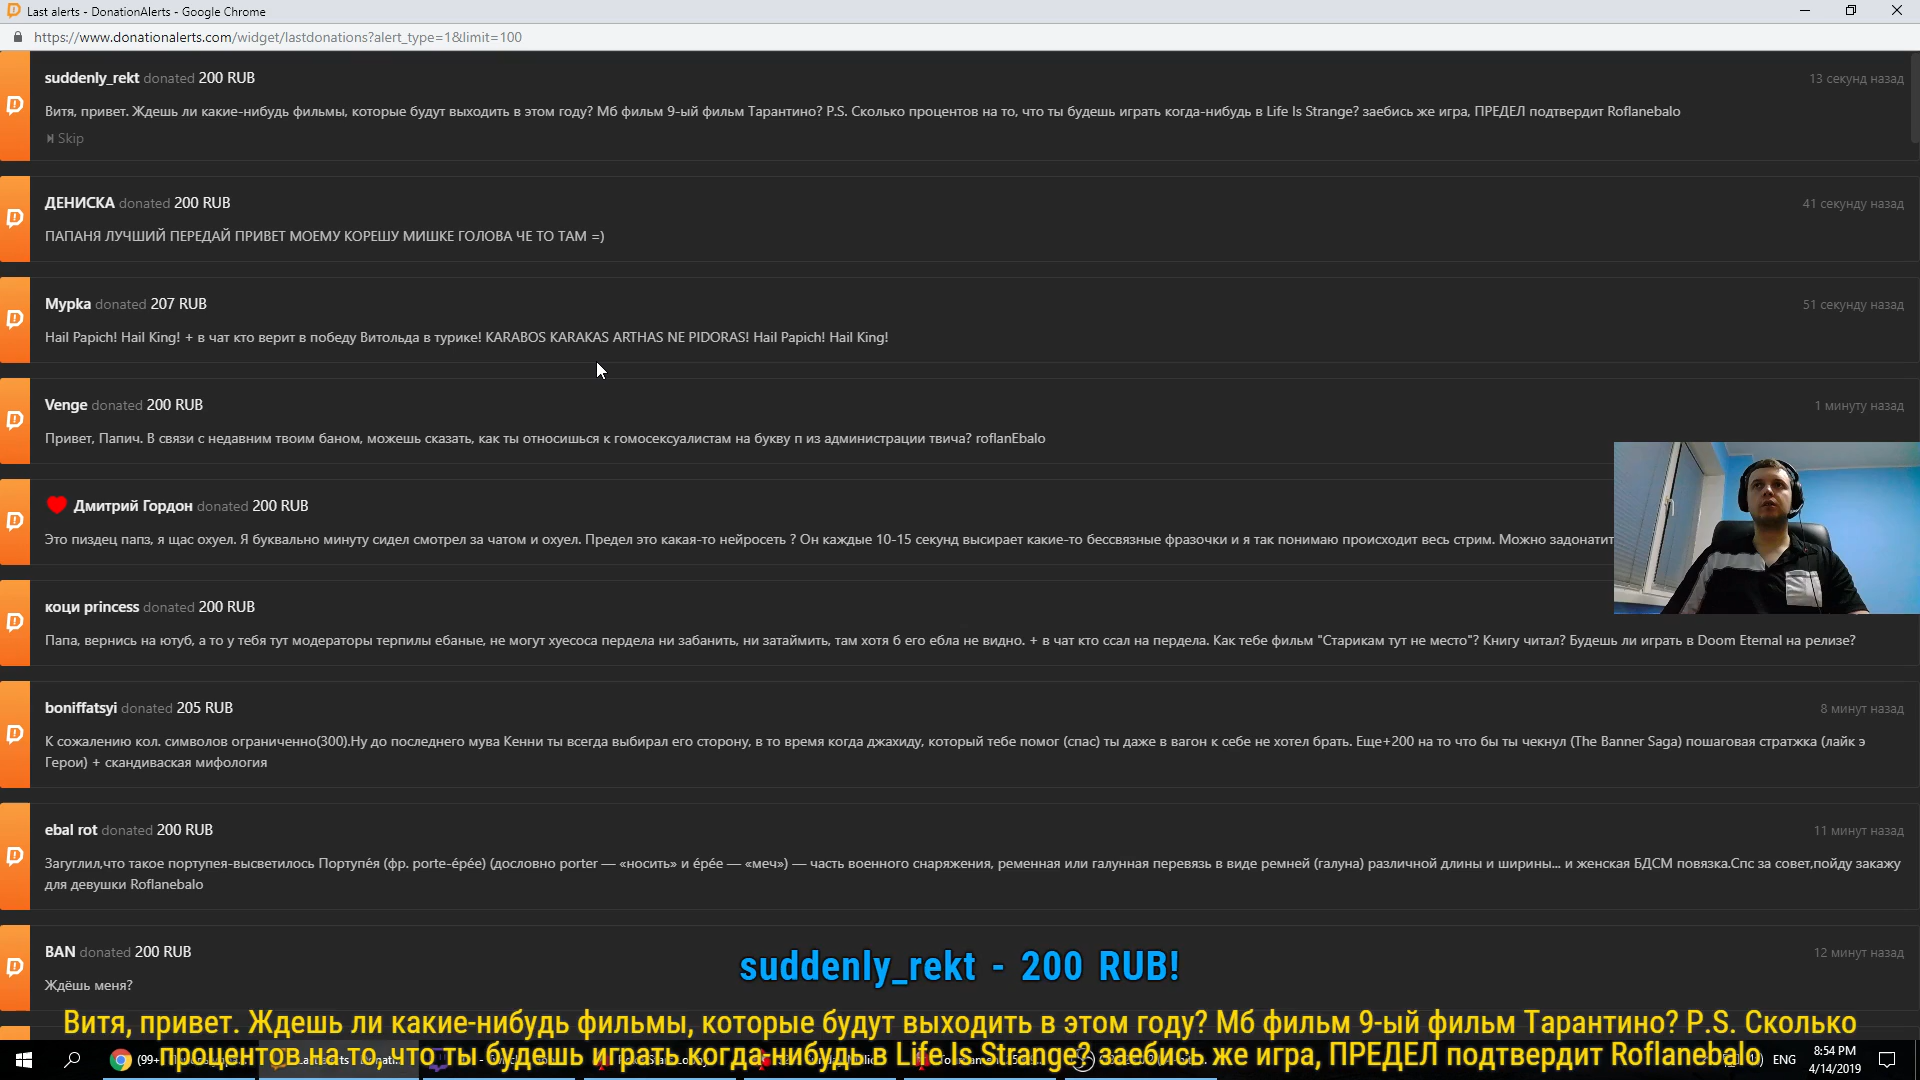 Last alerts - DonationAlerts - Google Chrome
https://www.donationalerts.com/widget/lastdonations?alert_type=1&limit=100
suddenly_rekt donated 200 RUB
13 секунд назад
Витя, привет. Ждешь ли какие-нибудь фильмы, которые будут выходить в этом году? Мб фильм 9-ый фильм Тарантино? P.S. Сколько процентов на то, что ты будешь играть когда-нибудь в Life Is Strange? заебись же игра, ПРЕДЕЛ подтвердит Roflanebalo
Skip
ДЕНИСКА donated 200 RUB
41 секунду назад
ПАПАНЯ ЛУЧШИЙ ПЕРЕДАЙ ПРИВЕТ МОЕМУ КОРЕШУ МИШКЕ ГОЛОВА ЧЕ ТО ТАМ =)
Мурka donated 207 RUB
51 секунду назад
Hail Papich! Hail King! + в чат кто верит в победу Витольда в турике! KARABOS KARAKAS ARTHAS NE PIDORAS! Hail Papich! Hail King!
Venge donated 200 RUB
1 минуту назад
Привет, Папич. В связи с недавним твоим баном, можешь сказать, как ты относишься к гомосексуалистам на букву п из администрации твича? roflanEbalo
Дмитрий Гордон donated 200 RUB
Это пиздец папз, я щас охуел. Я буквально минуту сидел смотрел за чатом и охуел. Предел это какая-то нейросеть ? Он каждые 10-15 секунд высирает какие-то бессвязные фразочки и я так понимаю происходит весь стрим. Можно задонатит
коци princess donated 200 RUB
Папа, вернись на ютуб, а то у тебя тут модераторы терпилы ебаные, не могут хуесоса пердела ни забанить, ни затаймить, там хотя б его ебла не видно. + в чат кто ссал на пердела. Как тебе фильм "Старикам тут не место"? Книгу читал? Будешь ли играть в Doom Eternal на релизе?
boniffatsyi donated 205 RUB
8 минут назад
К сожалению кол. символов ограниченно(300).Ну до последнего мува Кенни ты всегда выбирал его сторону, в то время когда джахиду, который тебе помог (спас) ты даже в вагон к себе не хотел брать. Еще+200 на то что бы ты чекнул (The Banner Saga) пошаговая стратжка (лайк э
Герои) + скандиваская мифология
ebal rot donated 200 RUB
11 минут назад
Загуглил,что такое портупея-высветилось Портупе́я (фр. porte-épée) (дословно porter — «носить» и épée — «меч») — часть военного снаряжения, ременная или галунная перевязь в виде ремней (галуна) различной длины и ширины... и женская БДСМ повязка.Спс за совет,пойду закажу
для девушки Roflanebalo
BAN donated 200 RUB
12 минут назад
Ждёшь меня?
suddenly_rekt - 200 RUB!
Витя, привет. Ждешь ли какие-нибудь фильмы, которые будут выходить в этом году? Мб фильм 9-ый фильм Тарантино? P.S. Сколько
процентов на то, что ты будешь играть когда-нибудь в Life Is Strange? заебись же игра, ПРЕДЕЛ подтвердит Roflanebalo
(99+
ENG
8:54 PM
4/14/2019